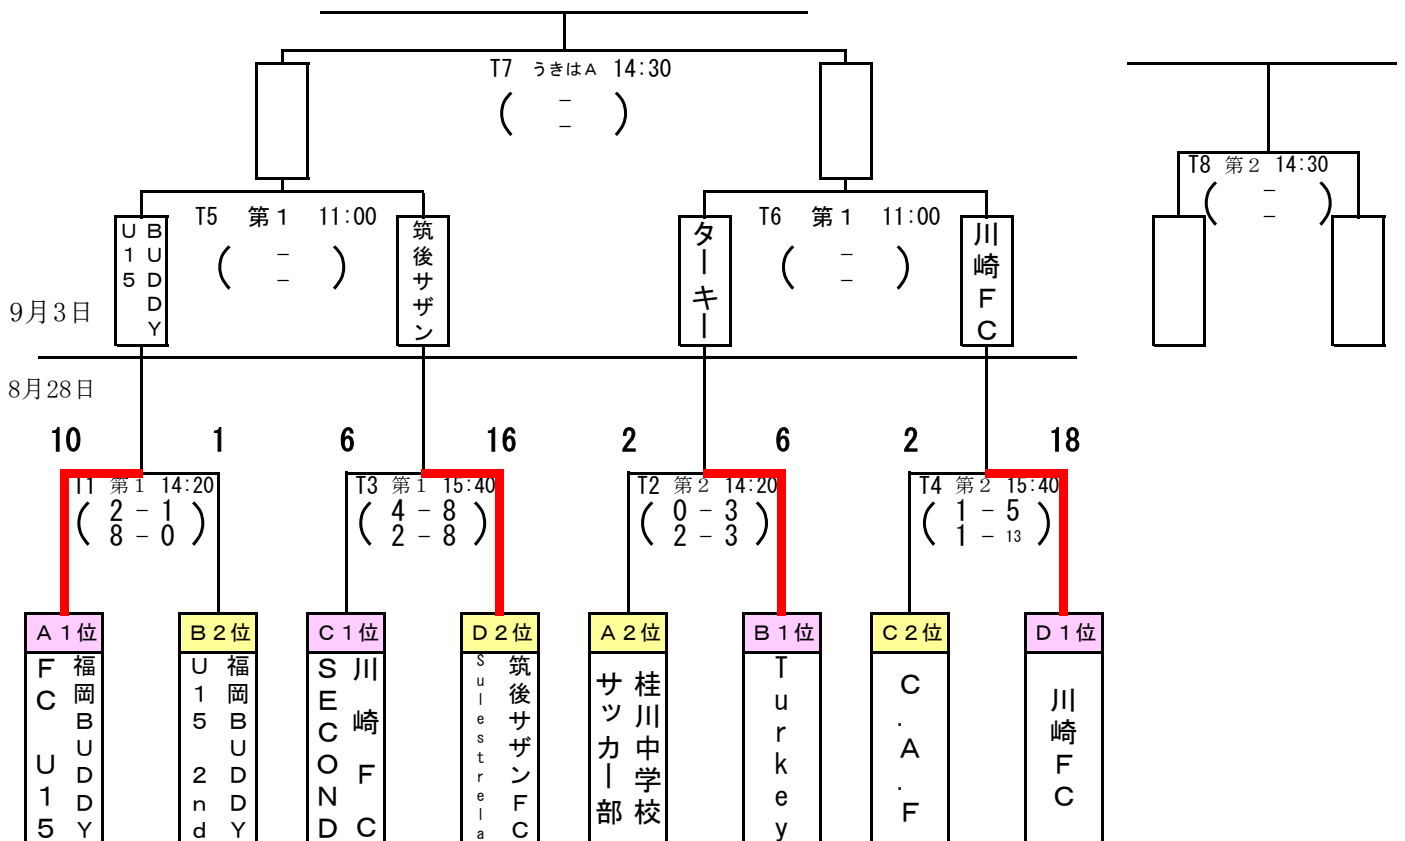 T7 うきはA 14:30
( - )
( - )
T8 第2 14:30
( - )
( - )
T5 第1 11:00
( - )
( - )
T6 第1 11:00
( - )
( - )
BUDDY
U15
筑後サザン
ターキー
川崎FC
9月3日
8月28日
10 1 6 16 2 6 2 18
T1 第1 14:20
( 2 - 1 )
( 8 - 0 )
T3 第1 15:40
( 4 - 8 )
( 2 - 8 )
T2 第2 14:20
( 0 - 3 )
( 2 - 3 )
T4 第2 15:40
( 1 - 5 )
( 1 - 13 )
A1位
福岡BUDDY
FC U15
B2位
福岡BUDDY
U15 2nd
C1位
川崎FC
SECOND
D2位
筑後サザンFC
Sulestrela
A2位
桂川中学校
サッカー部
B1位
Turkey
C2位
C.A.F
D1位
川崎FC